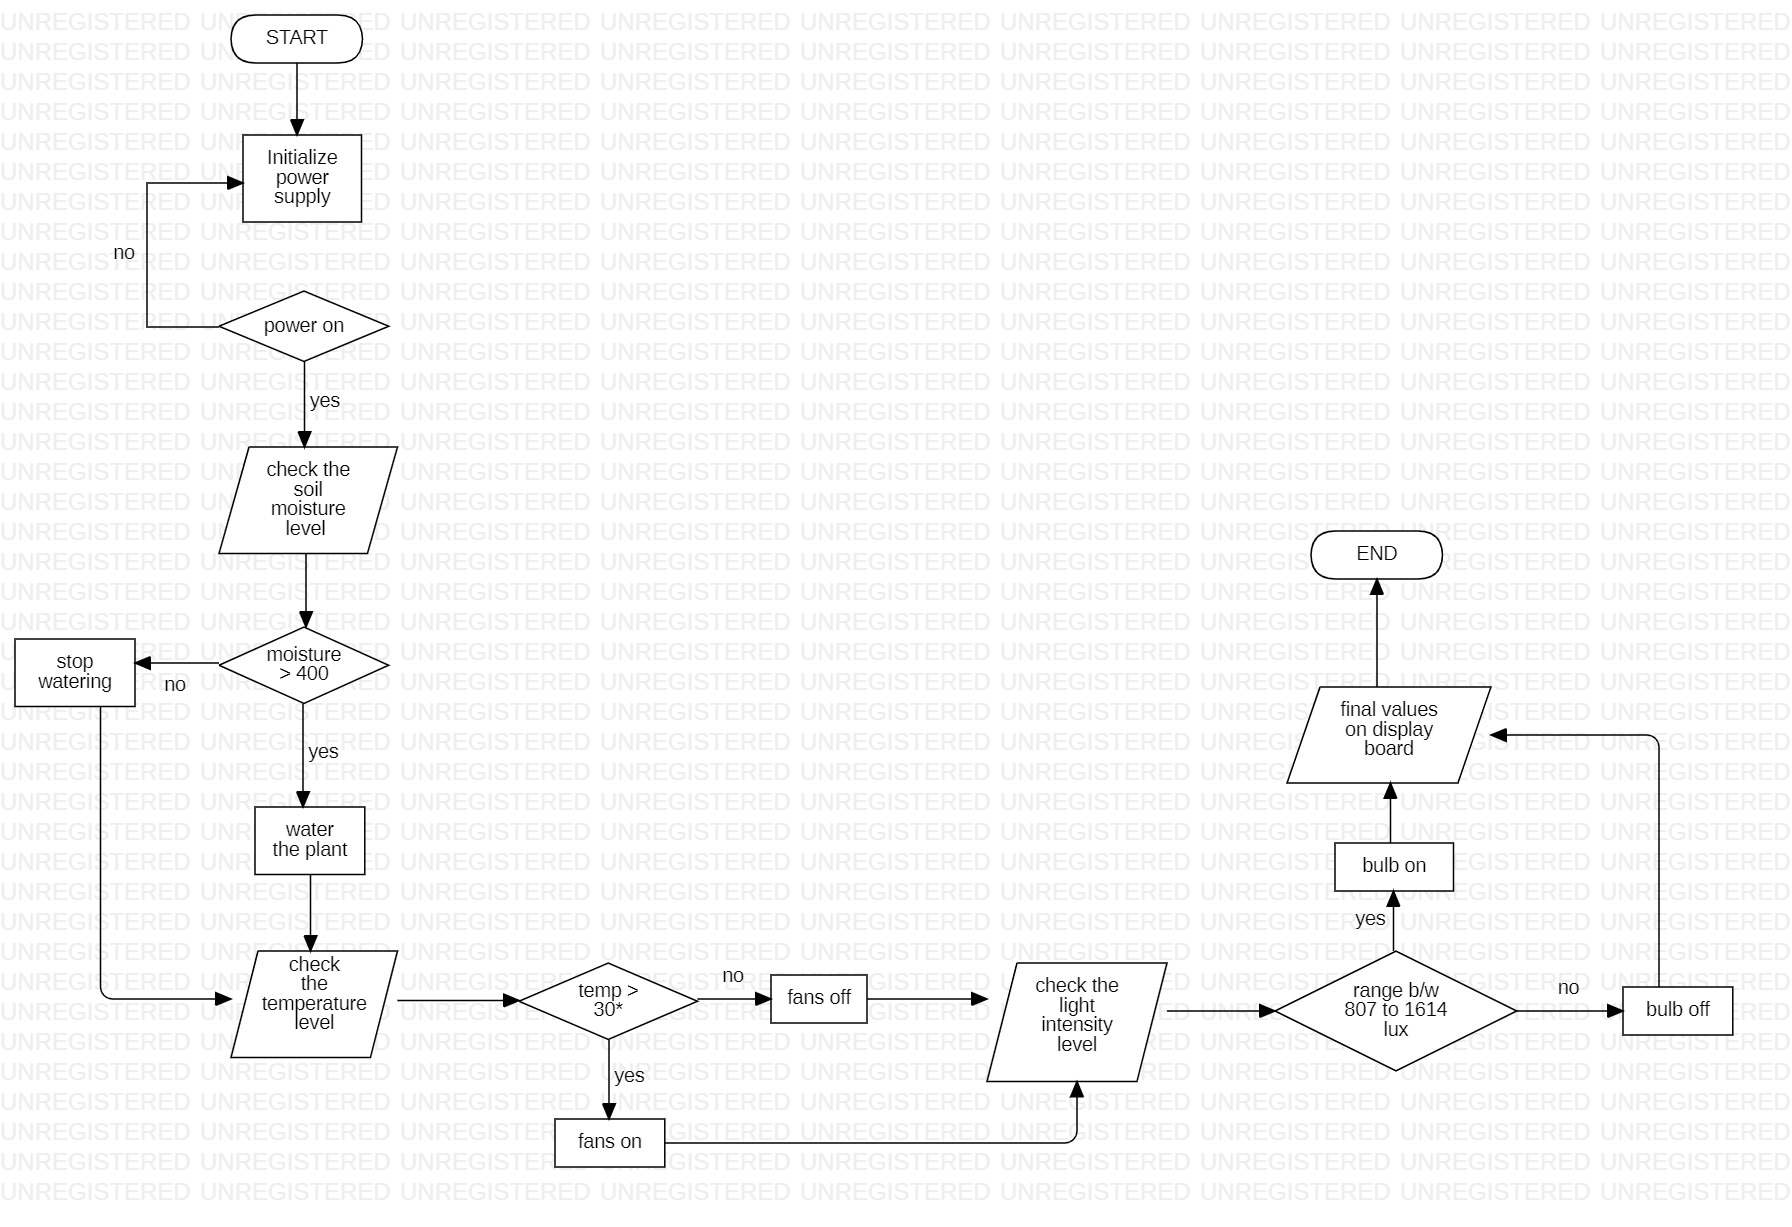 START
Initialize
power
supply
no
power on
yes
check the
soil
moisture
level
moisture
> 400
no
stop
watering
yes
water
the plant
check
the
temperature
level
temp >
30*
no
fans off
yes
fans on
check the
light
intensity
level
range b/w
807 to 1614
lux
no
bulb off
yes
bulb on
final values
on display
board
END
UNREGISTERED